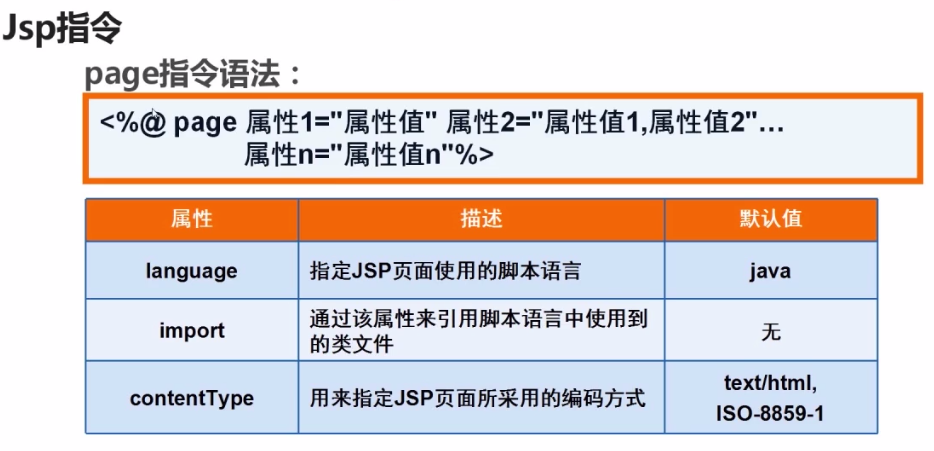 Jsp指令
page指令语法：
<%@ page 属性1="属性值" 属性2="属性值1,属性值2"…
属性n="属性值n"%>
属性 描述 默认值
language 指定JSP页面使用的脚本语言 java
import 通过该属性来引用脚本语言中使用到
的类文件 无
contentType 用来指定JSP页面所采用的编码方式 text/html,
ISO-8859-1